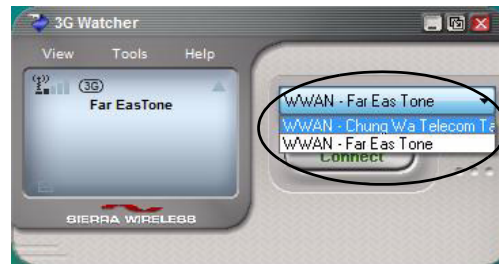 3G Watcher
View Tools Help
3G
Far EasTone
WWAN - Far Eas Tone
WWAN - Chung Wa Telecom Ta
WWAN - Far Eas Tone
Connect
SIERRA WIRELESS